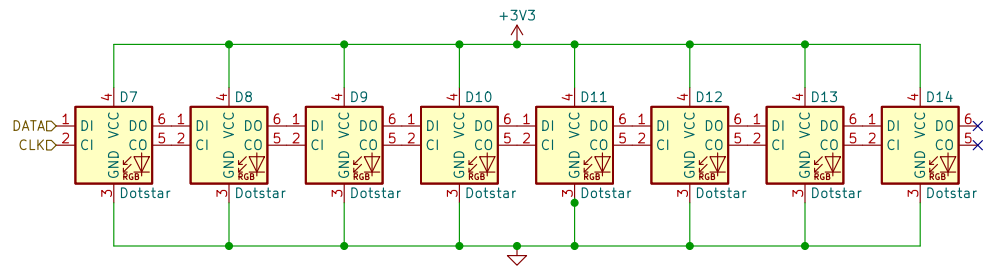 +3V3
D7 D8 D9 D10 D11 D12 D13 D14
4 4 4 4 4 4 4 4
DATA 1 DI VCC DO 6 1 DI VCC DO 6 1 DI VCC DO 6 1 DI VCC DO 6 1 DI VCC DO 6 1 DI VCC DO 6 1 DI VCC DO 6 1 DI VCC DO 6
CLK 2 CI GND CO 5 2 CI GND CO 5 2 CI GND CO 5 2 CI GND CO 5 2 CI GND CO 5 2 CI GND CO 5 2 CI GND CO 5 2 CI GND CO 5
RGB RGB RGB RGB RGB RGB RGB RGB
3 Dotstar 3 Dotstar 3 Dotstar 3 Dotstar 3 Dotstar 3 Dotstar 3 Dotstar 3 Dotstar